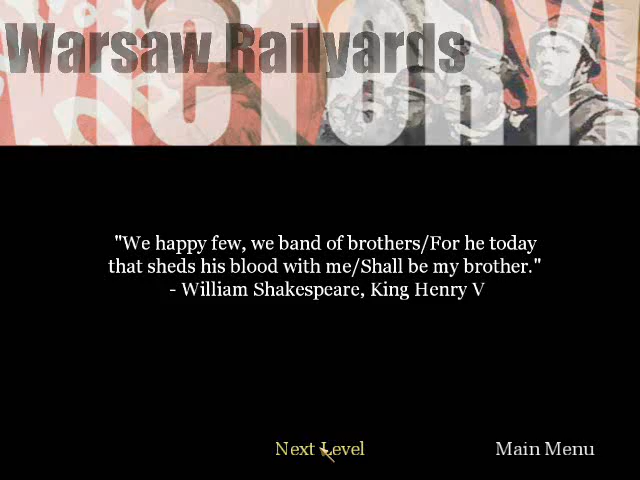 Warsaw Railyards
VICTORY!
"We happy few, we band of brothers/For he today
that sheds his blood with me/Shall be my brother."
- William Shakespeare, King Henry V
Next Level
Main Menu